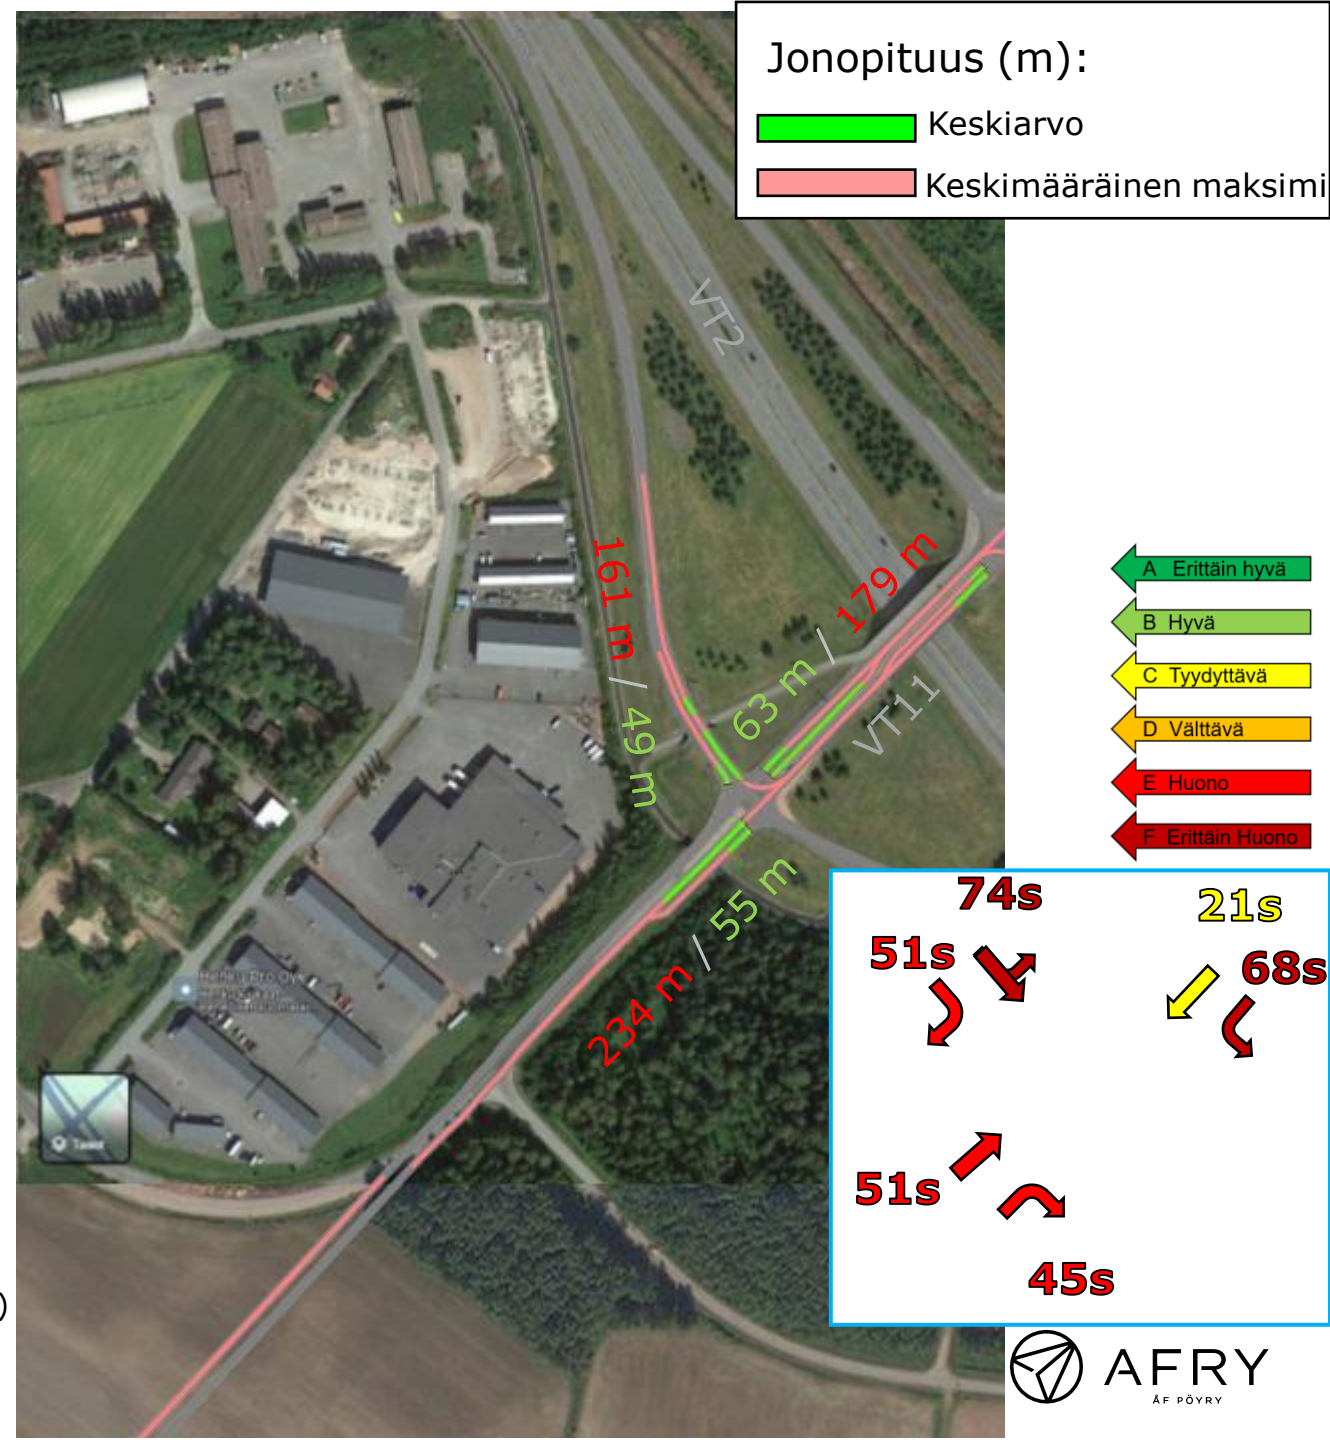 Jonopituus (m):
Keskiarvo
Keskimääräinen maksimi
VT2
161 m / 49 m
63 m / 179 m
VT11
234 m / 55 m
A Erittäin hyvä
B Hyvä
C Tyydyttävä
D Välttävä
E Huono
F Erittäin Huono
74s
21s
51s
68s
51s
45s
)
AFRY
ÅF PÖYRY